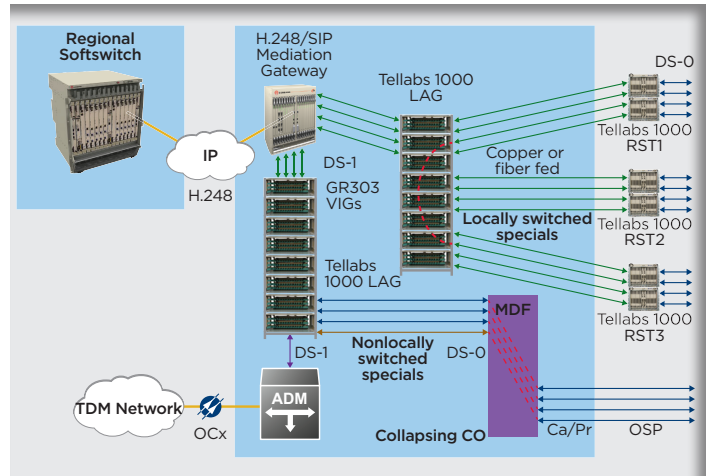 Regional
Softswitch
H.248/SIP
Mediation
Gateway
Tellabs 1000
LAG
DS-0
IP
H.248
DS-1
GR303
VIGs
Copper or
fiber fed
Tellabs 1000
RST1
Locally switched
specials
Tellabs 1000
RST2
Tellabs
1000 LAG
Tellabs 1000
RST3
MDF
DS-1
Nonlocally
switched
specials
DS-0
TDM Network
OCx
ADM
Collapsing CO
Ca/Pr
OSP